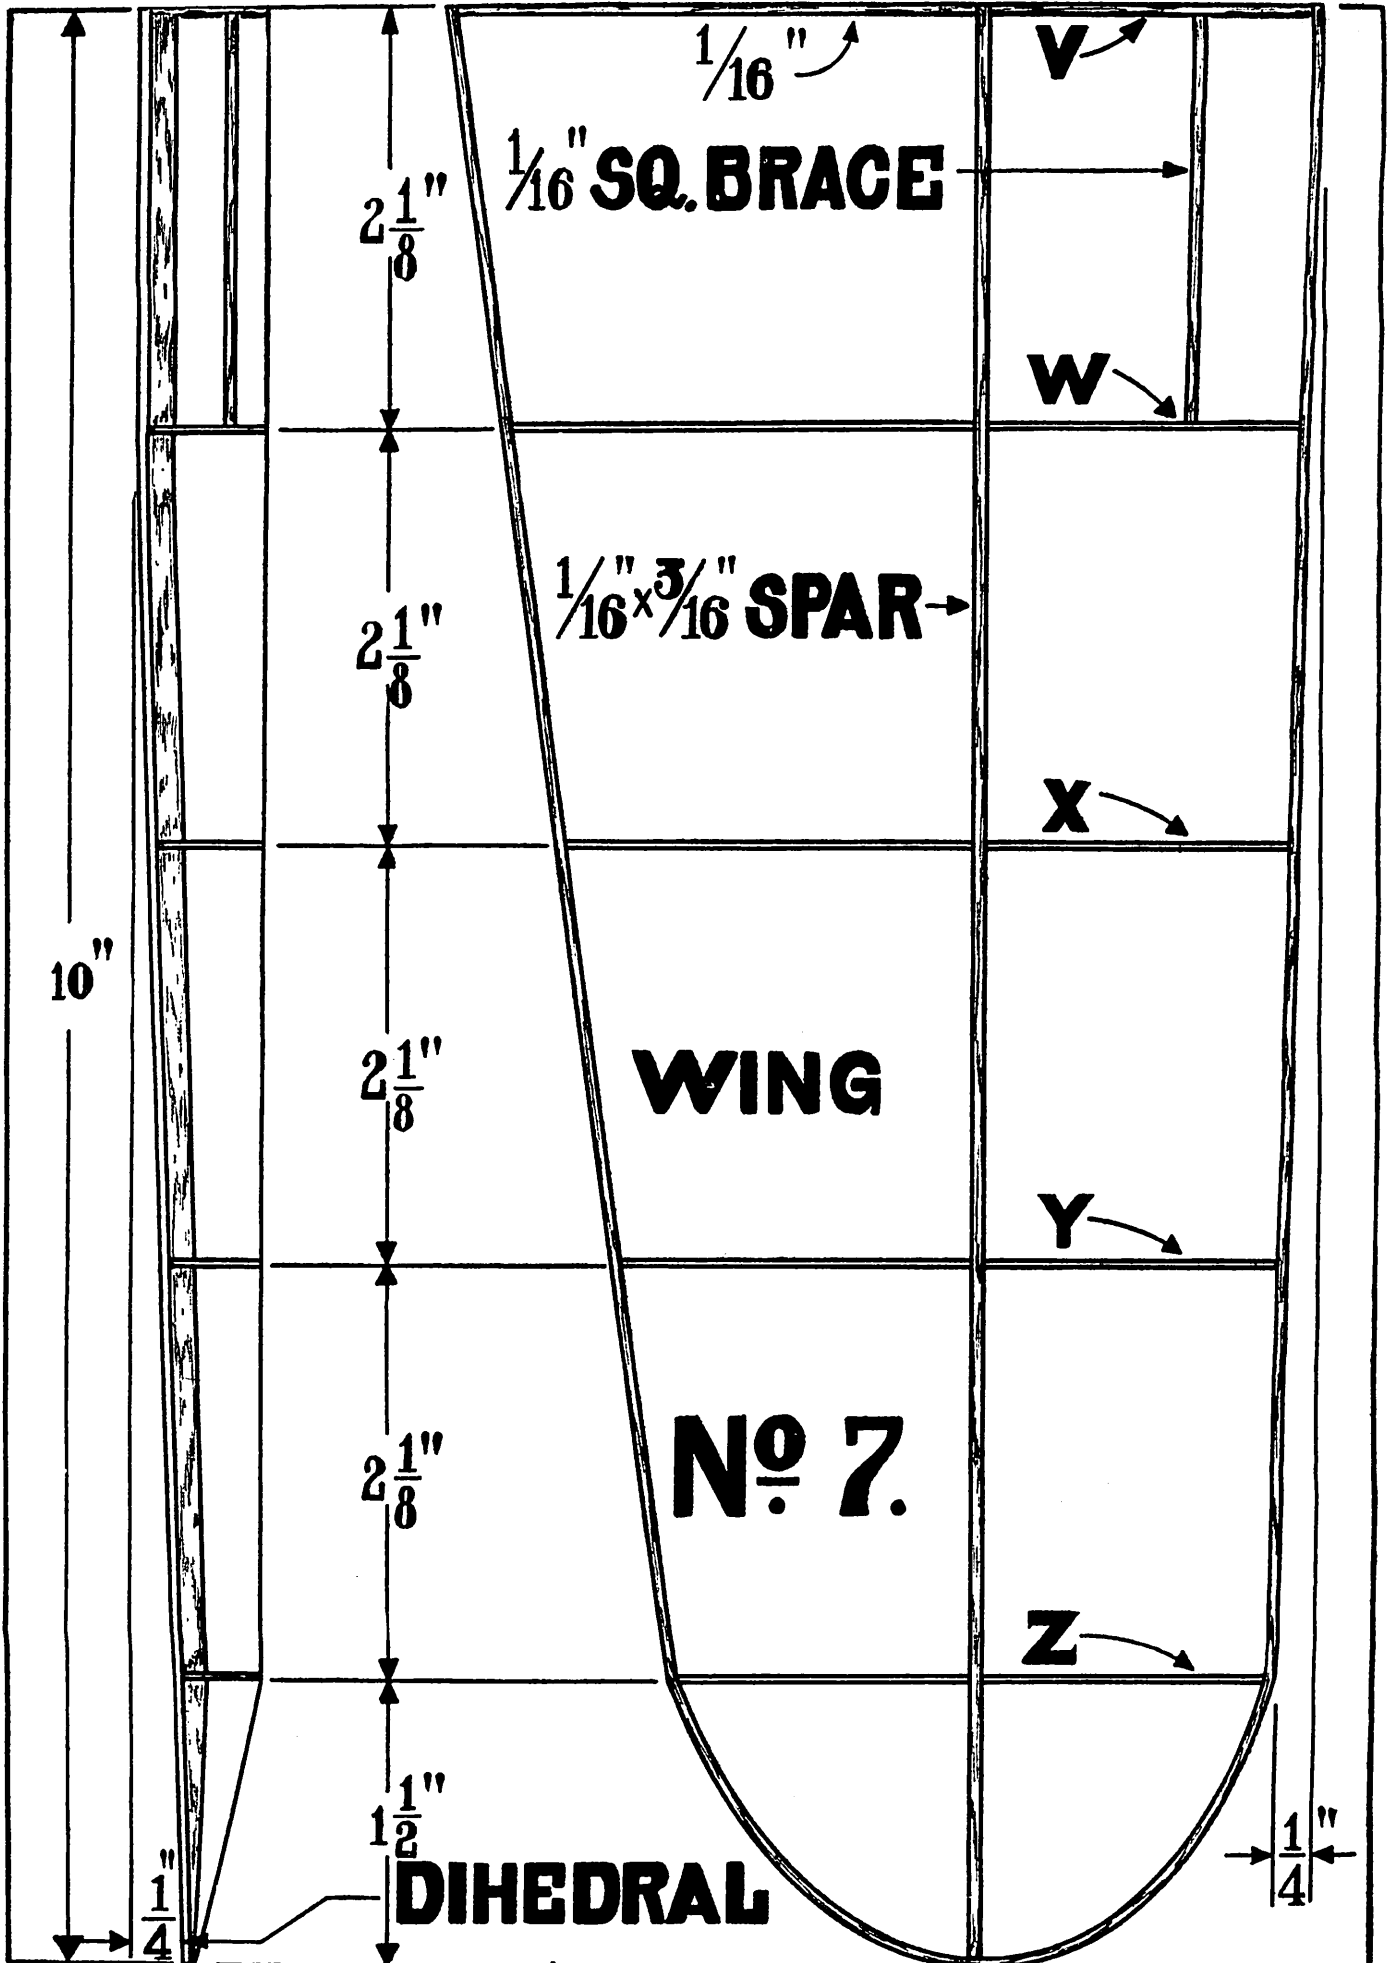 1/16"
V
1/16" SQ. BRACE
2 1/8"
W
1/16" x 3/16" SPAR
2 1/8"
X
10"
WING
2 1/8"
Y
No 7.
2 1/8"
Z
1 1/2"
1/4"
1/4"
DIHEDRAL